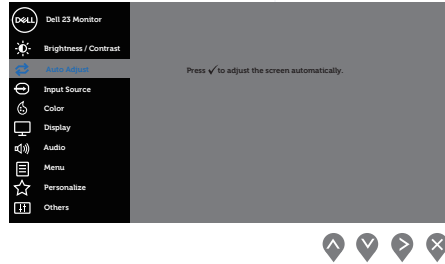 DELL
Dell 23 Monitor
Brightness / Contrast
Auto Adjust
Press ✓to adjust the screen automatically.
Input Source
Color
Display
Audio
Menu
Personalize
Others